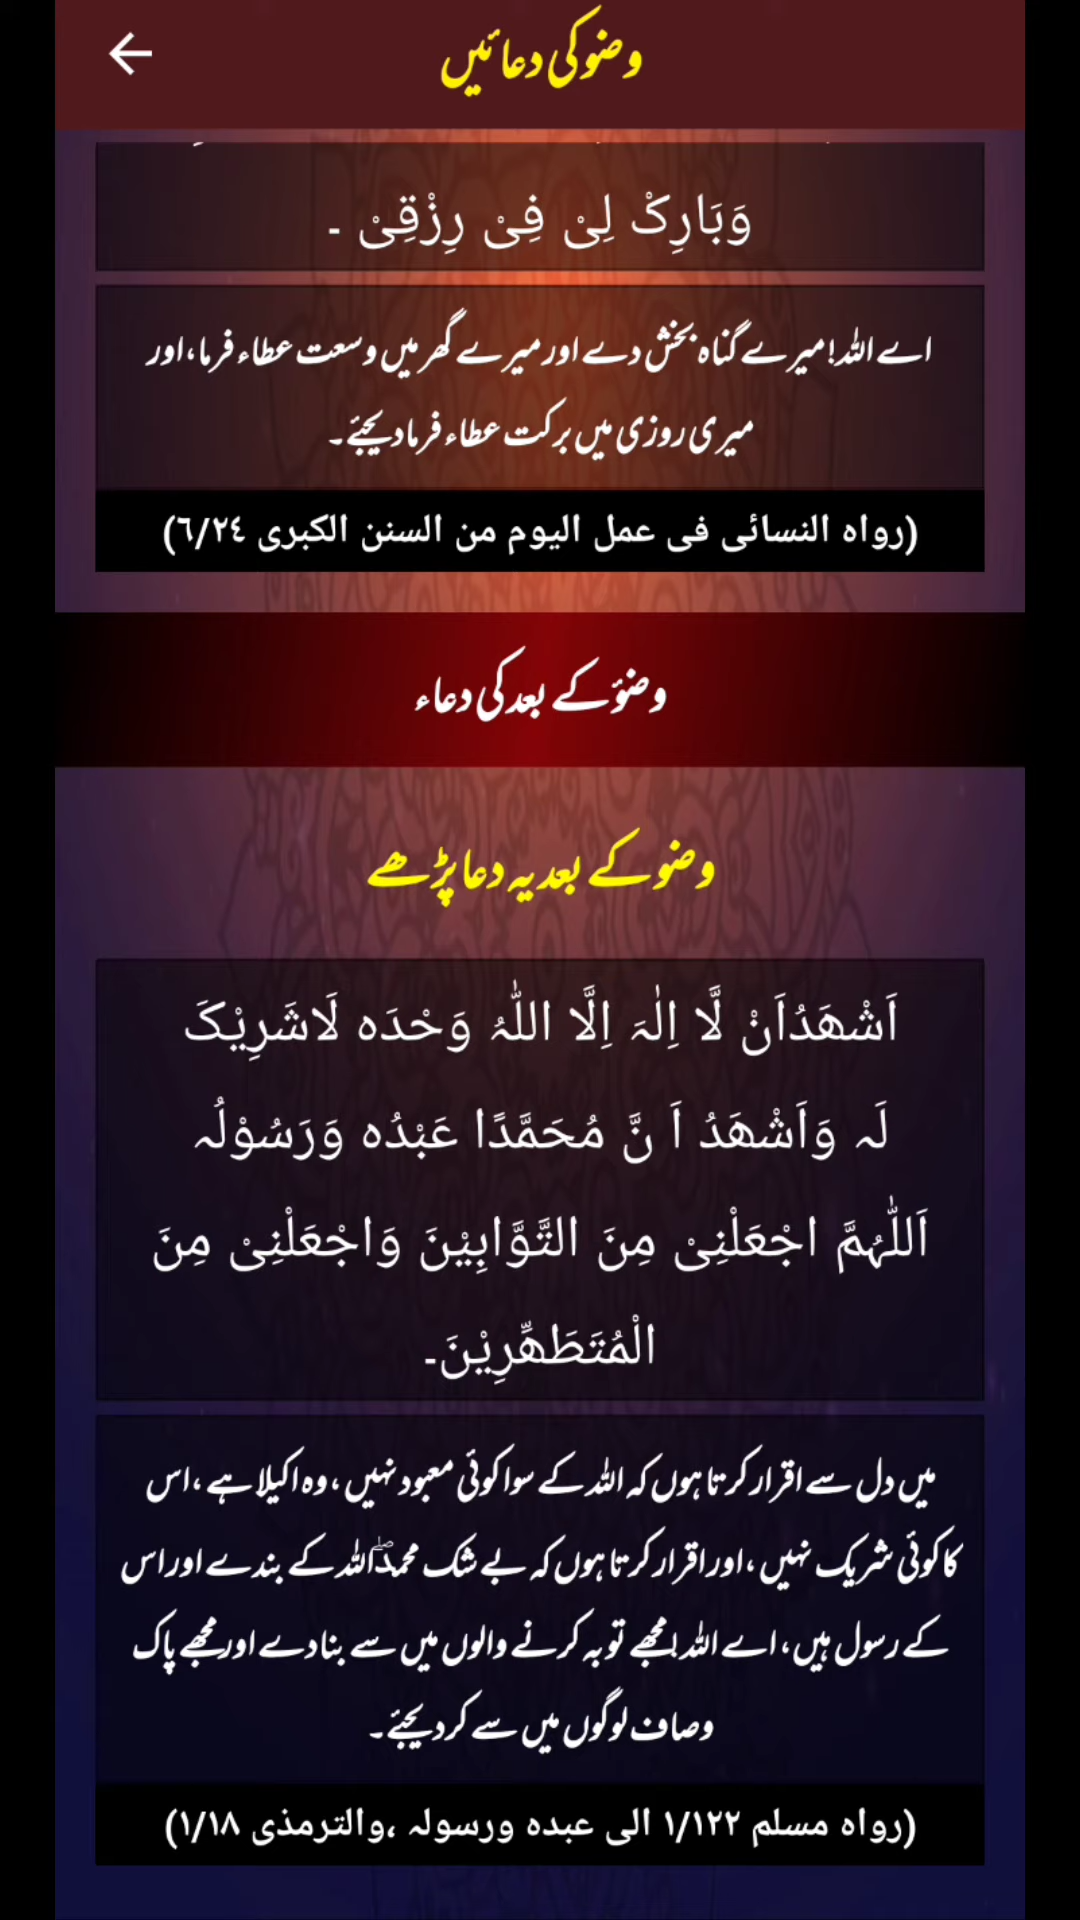 وضو کی دعائیں
وَبَارِکْ لِیْ فِیْ رِزْقِیْ ۔
اے اللہ! میرے گناہ بخش دے اور میرے گھر میں وسعت عطاء فرما، اور
میری روزی میں برکت عطاء فرما دیجئے۔
(رواہ النسائی فی عمل الیوم من السنن الکبری ٦/٢٤)
وضوٴ کے بعد کی دعاء
وضو کے بعد یہ دعا پڑھے
اَشْھَدُاَنْ لَّا اِلٰہَ اِلَّا اللّٰہُ وَحْدَہ لَاشَرِیْکَ
لَہ وَاَشْھَدُ اَ نَّ مُحَمَّدًا عَبْدُہ وَرَسُوْلُہ
اَللّٰہُمَّ اجْعَلْنِیْ مِنَ التَّوَّابِیْنَ وَاجْعَلْنِیْ مِنَ
الْمُتَطَھِّرِیْنَ۔
میں دل سے اقرار کرتا ہوں کہ اللہ کے سوا کوئی معبود نہیں، وہ اکیلا ہے، اس
کا کوئی شریک نہیں، اور اقرار کرتا ہوں کہ بے شک محمدؐ اللہ کے بندے اور اس
کے رسول ہیں، اے اللہ! مجھے توبہ کرنے والوں میں سے بنا دے اور مجھے پاک
وصاف لوگوں میں سے کر دیجئے۔
(رواہ مسلم ١/١٢٢ الی عبدہ ورسولہ ،والترمذی ١/١٨)